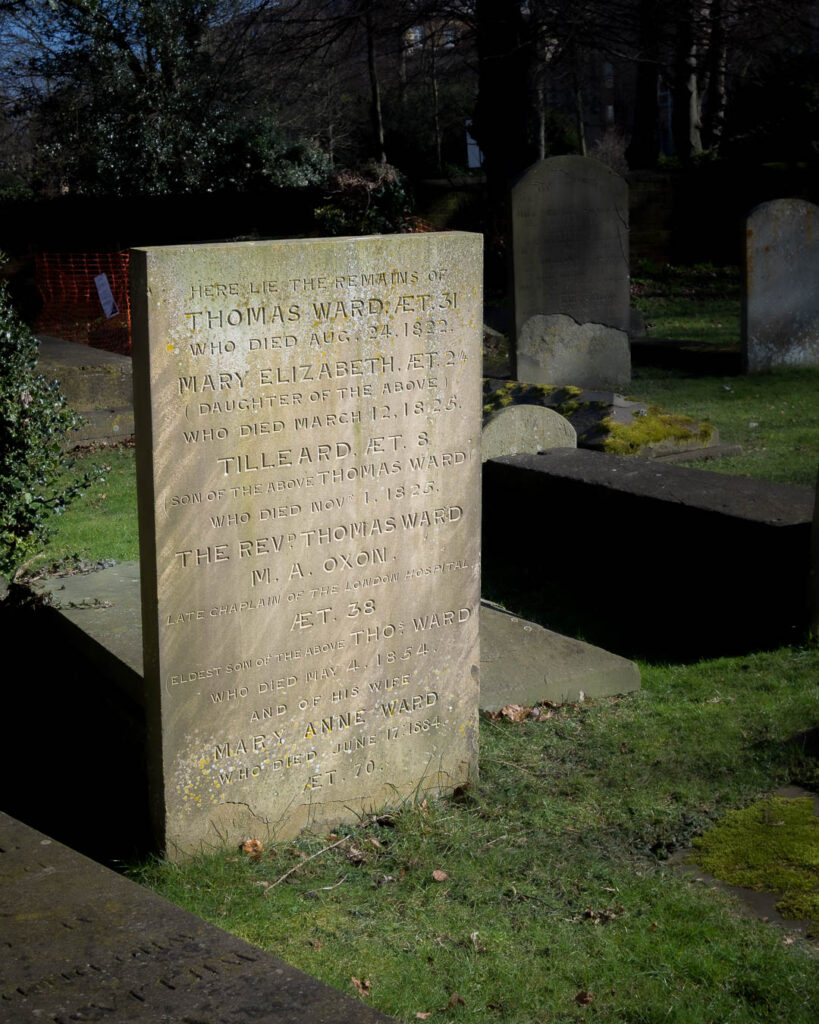 HERE LIE THE REMAINS OF
THOMAS WARD. ÆT. 31
WHO DIED AUG. 24. 1822.
MARY ELIZABETH. ÆT. 24
(DAUGHTER OF THE ABOVE)
WHO DIED MARCH 12. 1825.
TILLEARD. ÆT. 8
(SON OF THE ABOVE THOMAS WARD)
WHO DIED NOVR 1. 1825.
THE REVD THOMAS WARD
M. A. OXON.
LATE CHAPLAIN OF THE LONDON HOSPITAL,
ÆT. 38
(ELDEST SON OF THE ABOVE THOS WARD
WHO DIED MAY 4. 1854.
AND OF HIS WIFE
MARY ANNE WARD
WHO DIED JUNE 17. 1884.
ÆT. 70.